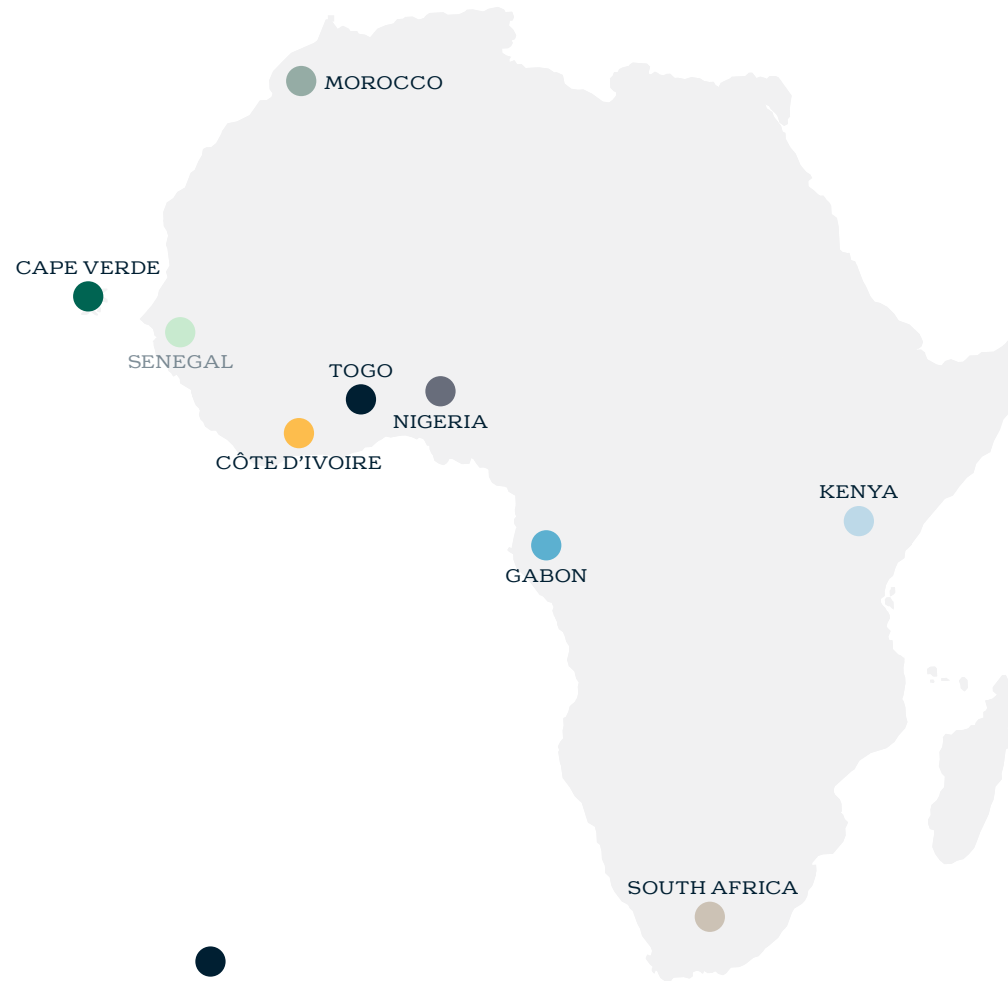 MOROCCO
CAPE VERDE
SENEGAL
TOGO
NIGERIA
CÔTE D'IVOIRE
KENYA
GABON
SOUTH AFRICA